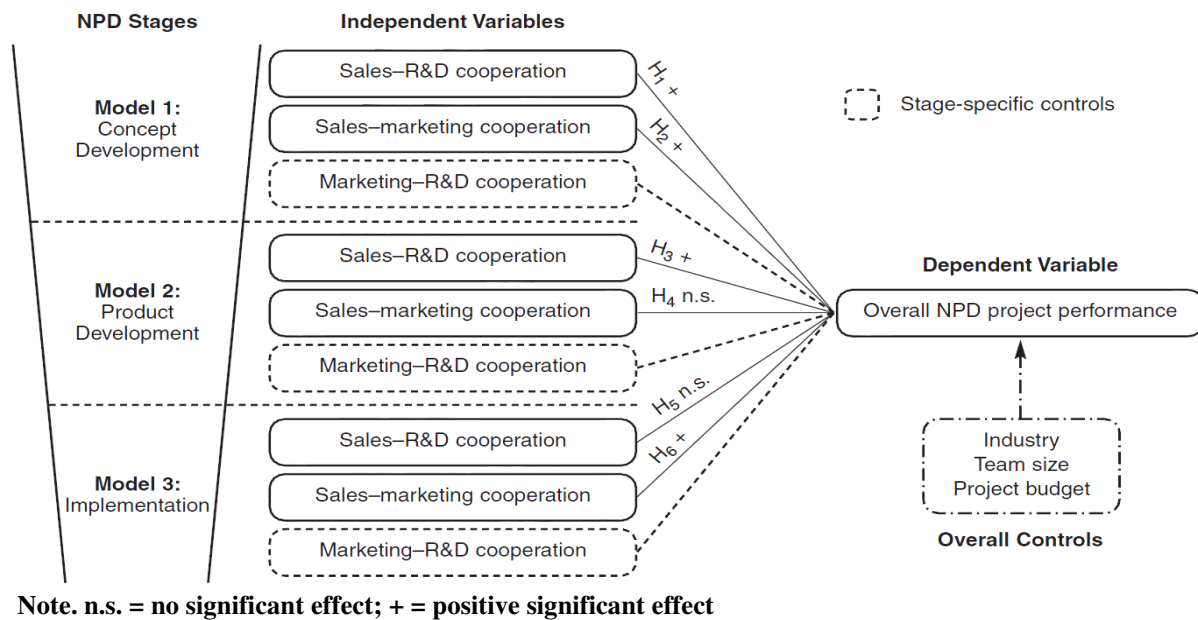 NPD Stages
Independent Variables
Model 1:
Concept
Development
Sales–R&D cooperation
Sales–marketing cooperation
Marketing–R&D cooperation
H1 +
H2 +
Stage-specific controls
Model 2:
Product
Development
Sales–R&D cooperation
Sales–marketing cooperation
Marketing–R&D cooperation
H3 +
H4 n.s.
Dependent Variable
Overall NPD project performance
Model 3:
Implementation
Sales–R&D cooperation
Sales–marketing cooperation
Marketing–R&D cooperation
H5 n.s.
H6 +
Industry
Team size
Project budget
Overall Controls
Note. n.s. = no significant effect; + = positive significant effect